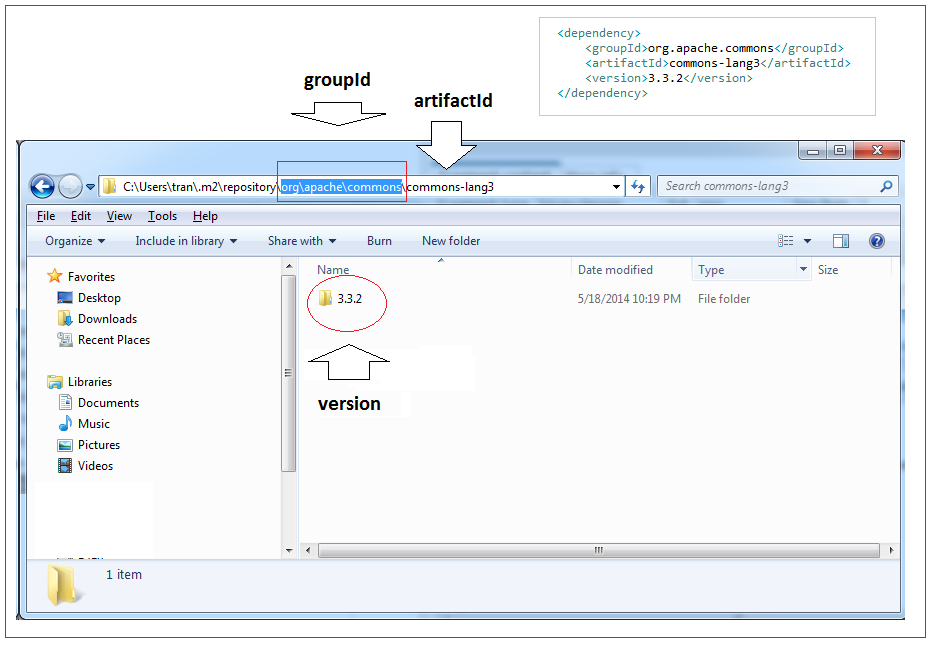 <dependency>
<groupId>org.apache.commons</groupId>
<artifactId>commons-lang3</artifactId>
<version>3.3.2</version>
</dependency>
groupId
artifactId
C:\Users\tran\.m2\repository\org\apache\commons\commons-lang3
Search commons-lang3
File Edit View Tools Help
Organize Include in library Share with Burn New folder
Name Date modified Type Size
3.3.2 5/18/2014 10:19 PM File folder
Favorites
Desktop
Downloads
Recent Places
Libraries
Documents
Music
Pictures
Videos
version
1 item